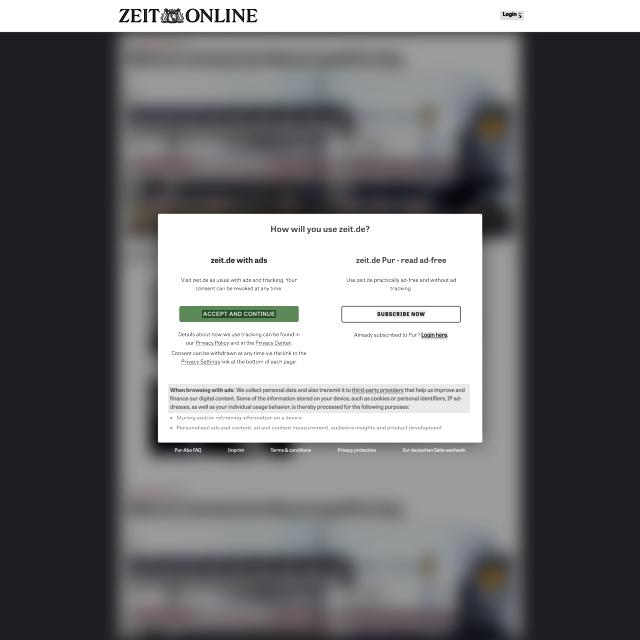 ZEIT ONLINE
Login
How will you use zeit.de?
zeit.de with ads
Visit zeit.de as usual with ads and tracking. Your
consent can be revoked at any time
ACCEPT AND CONTINUE
Details about how we use tracking can be found in
our Privacy Policy and in the Privacy Center.
Consent can be withdrawn at any time via the link to the
Privacy Settings link at the bottom of each page.
zeit.de Pur - read ad-free
Use zeit.de practically ad-free and without ad
tracking
SUBSCRIBE NOW
Already subscribed to Pur? Login here.
When browsing with ads: We collect personal data and also transmit it to third-party providers that help us improve and
finance our digital content. Some of the information stored on your device, such as cookies or personal identifiers, IP ad-
dresses, as well as your individual usage behavior, is thereby processed for the following purposes:
Storing and/or retrieving information on a device
Personalised ads and content, ad and content measurement, audience insights and product development
Pur-Abo FAQ Imprint Terms & conditions Privacy protection Zur deutschen Seite wechseln